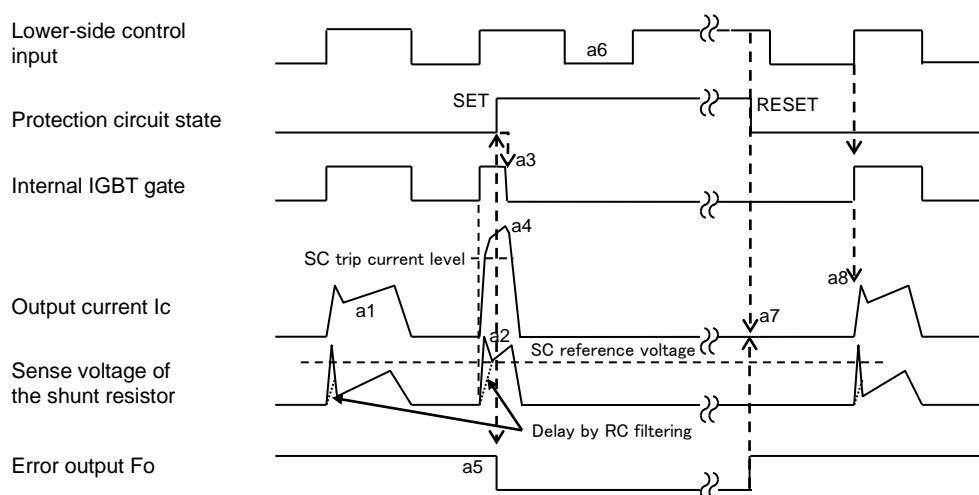 Lower-side control
input
a6
SET
RESET
Protection circuit state
a3
Internal IGBT gate
a4
SC trip current level
a8
Output current Ic
a1
a7
a2
SC reference voltage
Sense voltage of
the shunt resistor
Delay by RC filtering
Error output Fo
a5